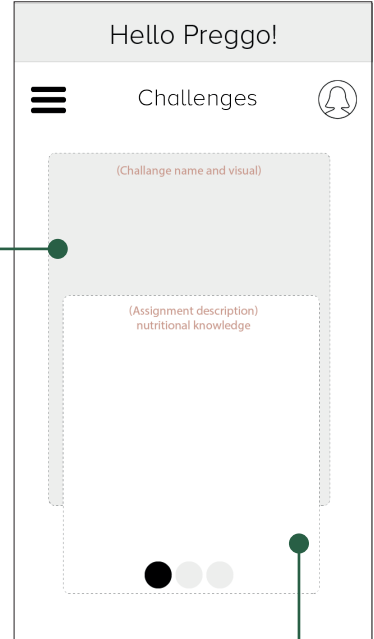 Hello Preggo!
Challenges
(Challange name and visual)
(Assignment description)
nutritional knowledge